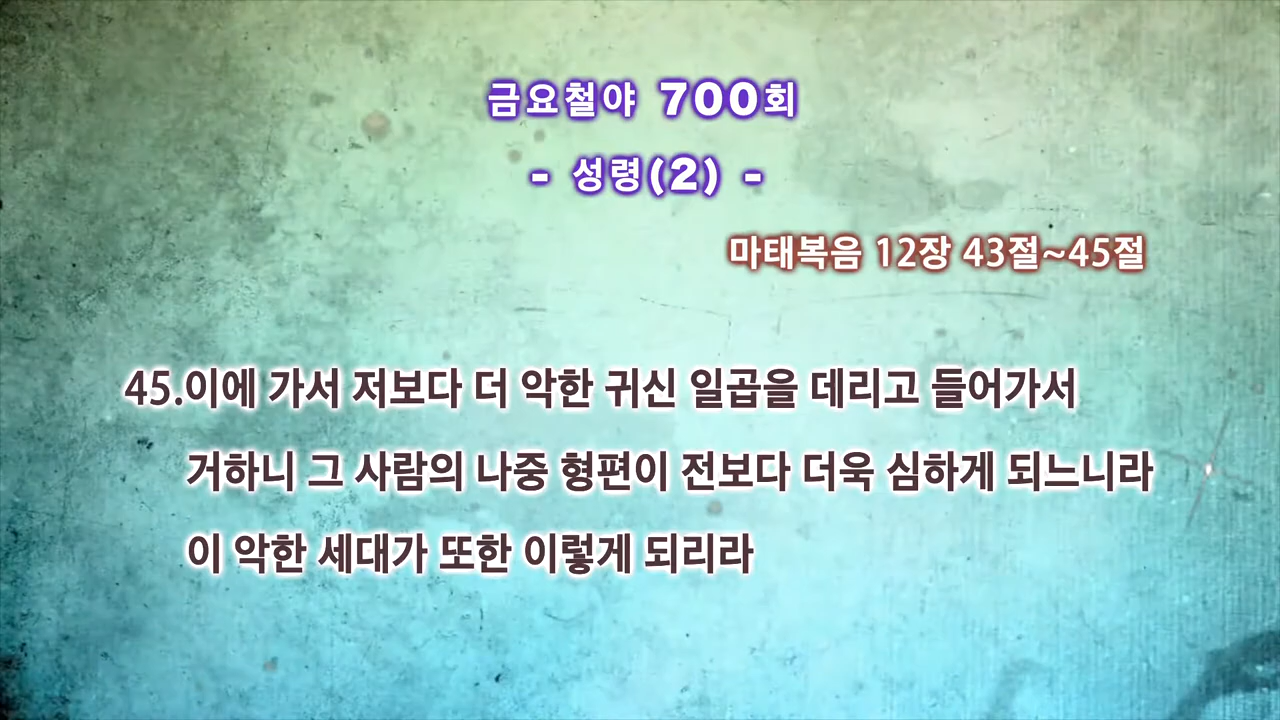 금요철야 700회
- 성령(2) -
마태복음 12장 43절~45절
45.이에 가서 저보다 더 악한 귀신 일곱을 데리고 들어가서
거하니 그 사람의 나중 형편이 전보다 더욱 심하게 되느니라
이 악한 세대가 또한 이렇게 되리라